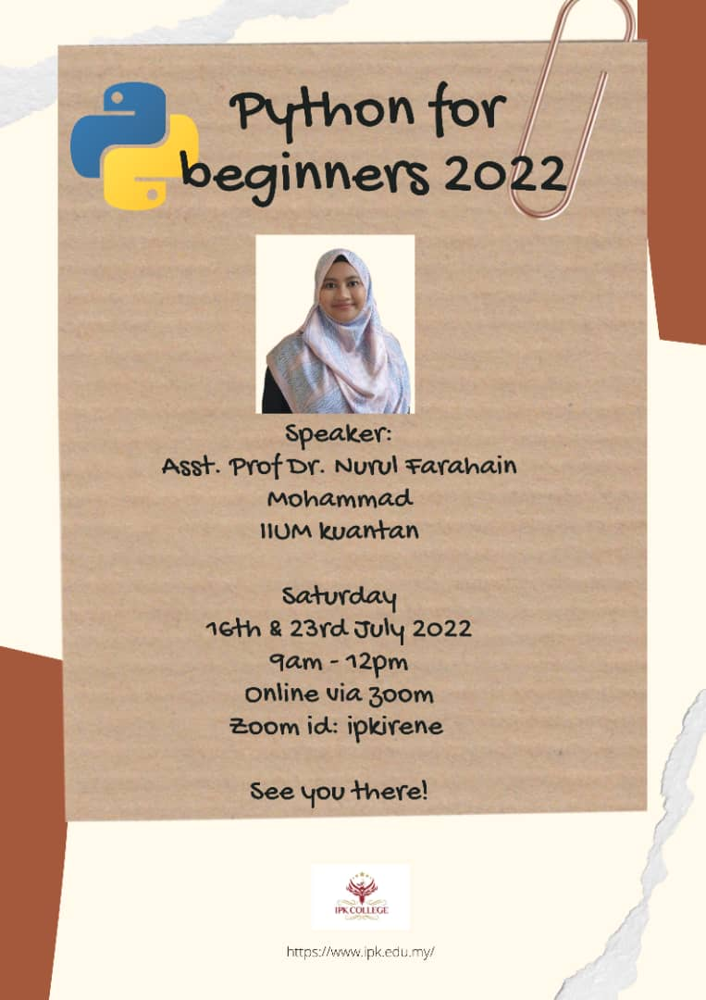 Python for
beginners 2022
Speaker:
Asst. Prof Dr. Nurul Farahain
Mohammad
IIUM Kuantan
Saturday
16th & 23rd July 2022
9am - 12pm
Online via zoom
Zoom id: ipkirene
See you there!
IPK COLLEGE
https://www.ipk.edu.my/